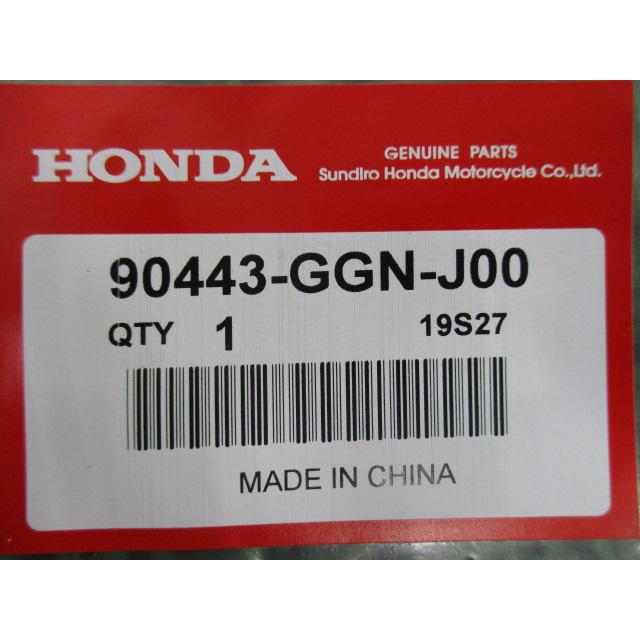 HONDA
GENUINE PARTS
Sundiro Honda Motorcycle Co.,Ltd.
90443-GGN-J00
QTY 1 19S27
MADE IN CHINA